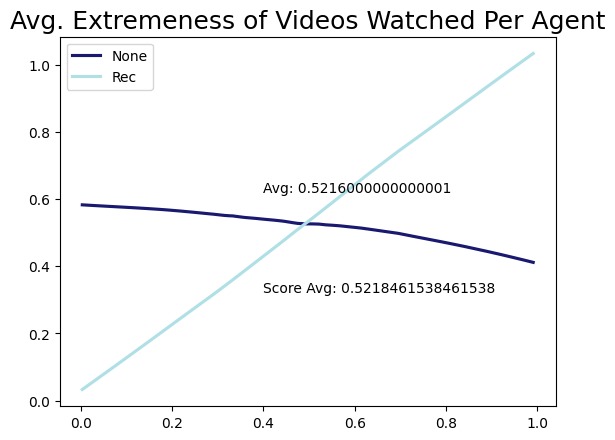 Avg. Extremeness of Videos Watched Per Agent
None
Rec
1.0
0.8
0.6
0.4
0.2
0.0
Avg: 0.5216000000000001
Score Avg: 0.5218461538461538
0.0 0.2 0.4 0.6 0.8 1.0